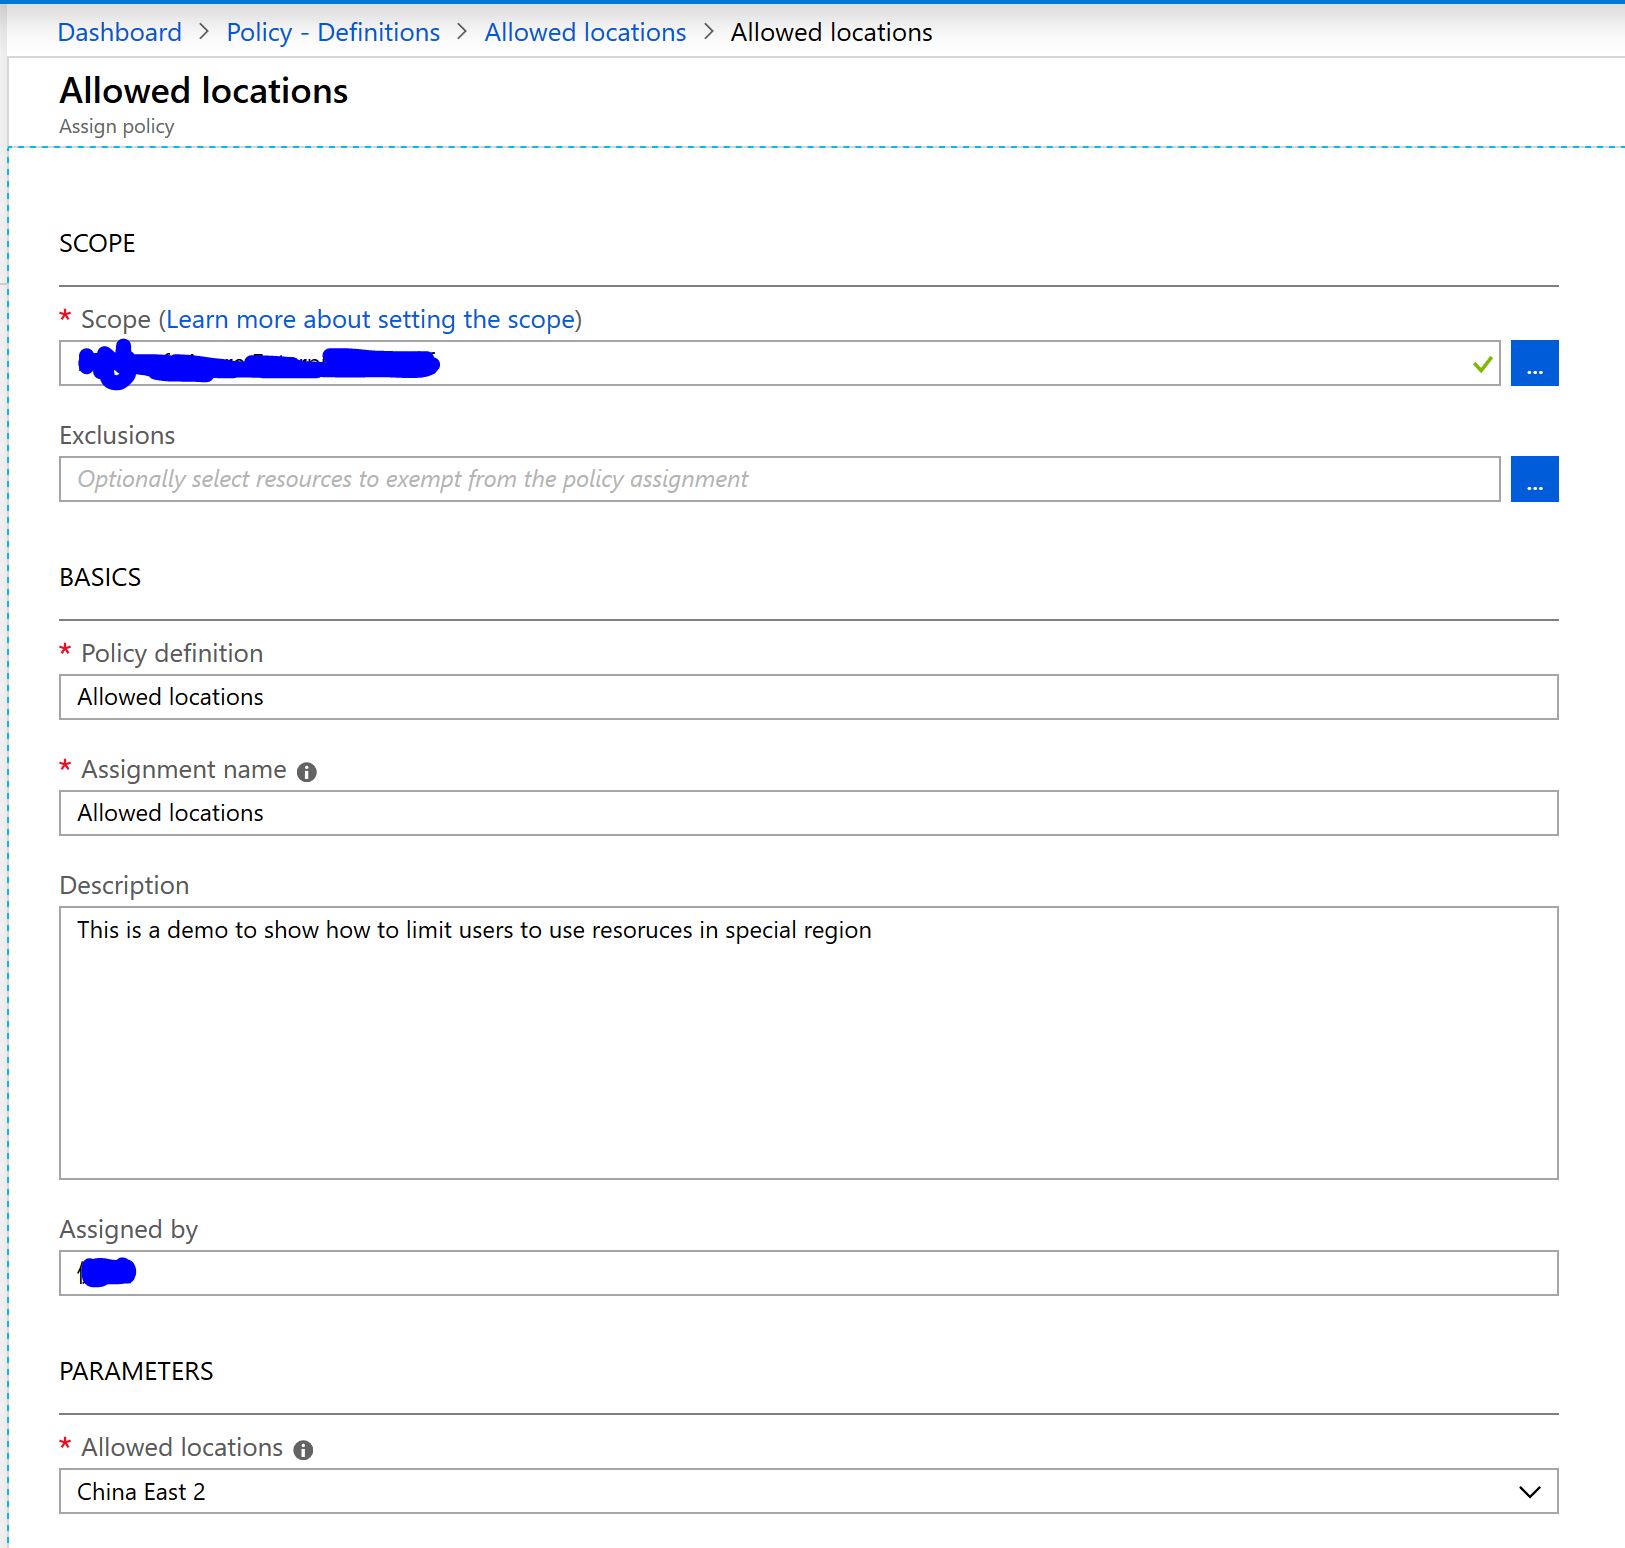 Dashboard > Policy - Definitions > Allowed locations > Allowed locations
Allowed locations
Assign policy
SCOPE
* Scope (Learn more about setting the scope)
...
Exclusions
Optionally select resources to exempt from the policy assignment
...
BASICS
* Policy definition
Allowed locations
* Assignment name
Allowed locations
Description
This is a demo to show how to limit users to use resoruces in special region
Assigned by
PARAMETERS
* Allowed locations
China East 2